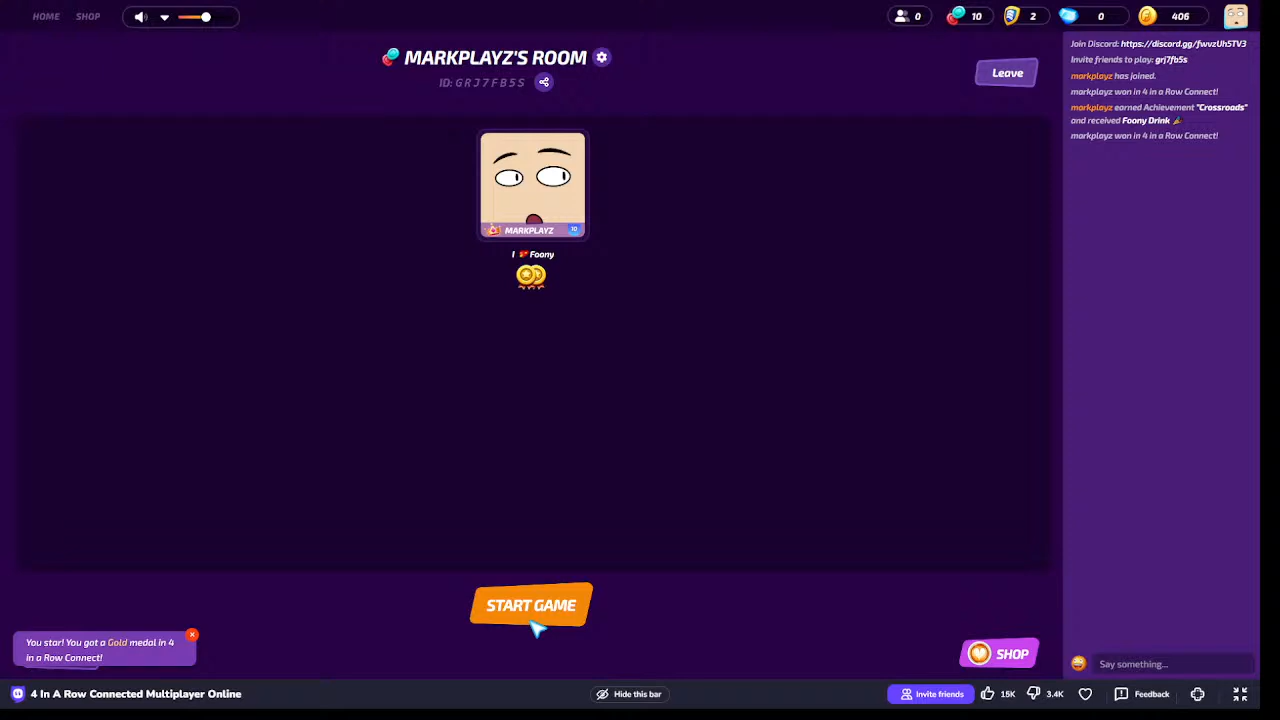 HOME SHOP
0 10 2 0 406
MARKPLAYZ'S ROOM
ID: GRJ7FB5S
Leave
MARKPLAYZ 10
I Foony
START GAME
You star! You got a Gold medal in 4
in a Row Connect!
SHOP
Join Discord: https://discord.gg/fwvzUh5TV3
Invite friends to play: grj7fb5s
markplayz has joined.
markplayz won in 4 in a Row Connect!
markplayz earned Achievement "Crossroads"
and received Foony Drink
markplayz won in 4 in a Row Connect!
Say something...
4 In A Row Connected Multiplayer Online
Hide this bar
Invite friends
15K
3.4K
Feedback